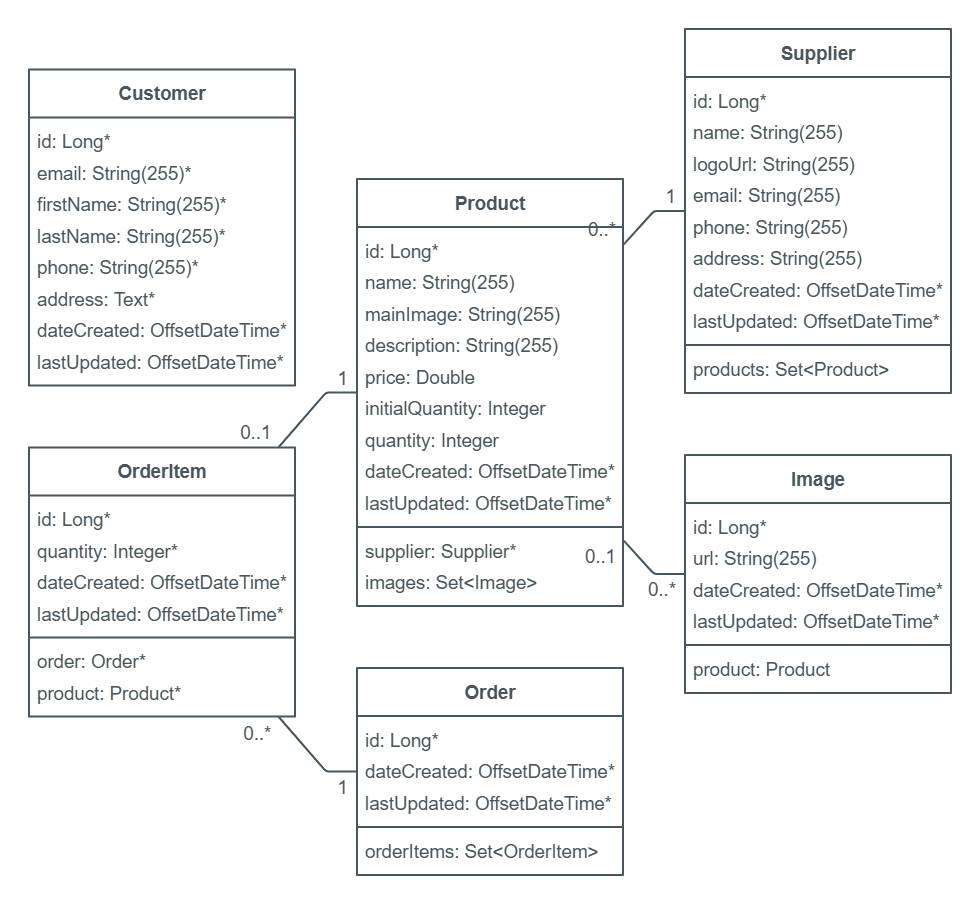 Customer
id: Long*
email: String(255)*
firstName: String(255)*
lastName: String(255)*
phone: String(255)*
address: Text*
dateCreated: OffsetDateTime*
lastUpdated: OffsetDateTime*
Product
id: Long*
name: String(255)
mainImage: String(255)
description: String(255)
price: Double
initialQuantity: Integer
quantity: Integer
dateCreated: OffsetDateTime*
lastUpdated: OffsetDateTime*
supplier: Supplier*
images: Set<Image>
0..*
1
Supplier
id: Long*
name: String(255)
logoUrl: String(255)
email: String(255)
phone: String(255)
address: String(255)
dateCreated: OffsetDateTime*
lastUpdated: OffsetDateTime*
products: Set<Product>
1
0..1
OrderItem
id: Long*
quantity: Integer*
dateCreated: OffsetDateTime*
lastUpdated: OffsetDateTime*
order: Order*
product: Product*
0..1
0..*
Image
id: Long*
url: String(255)
dateCreated: OffsetDateTime*
lastUpdated: OffsetDateTime*
product: Product
0..*
1
Order
id: Long*
dateCreated: OffsetDateTime*
lastUpdated: OffsetDateTime*
orderItems: Set<OrderItem>